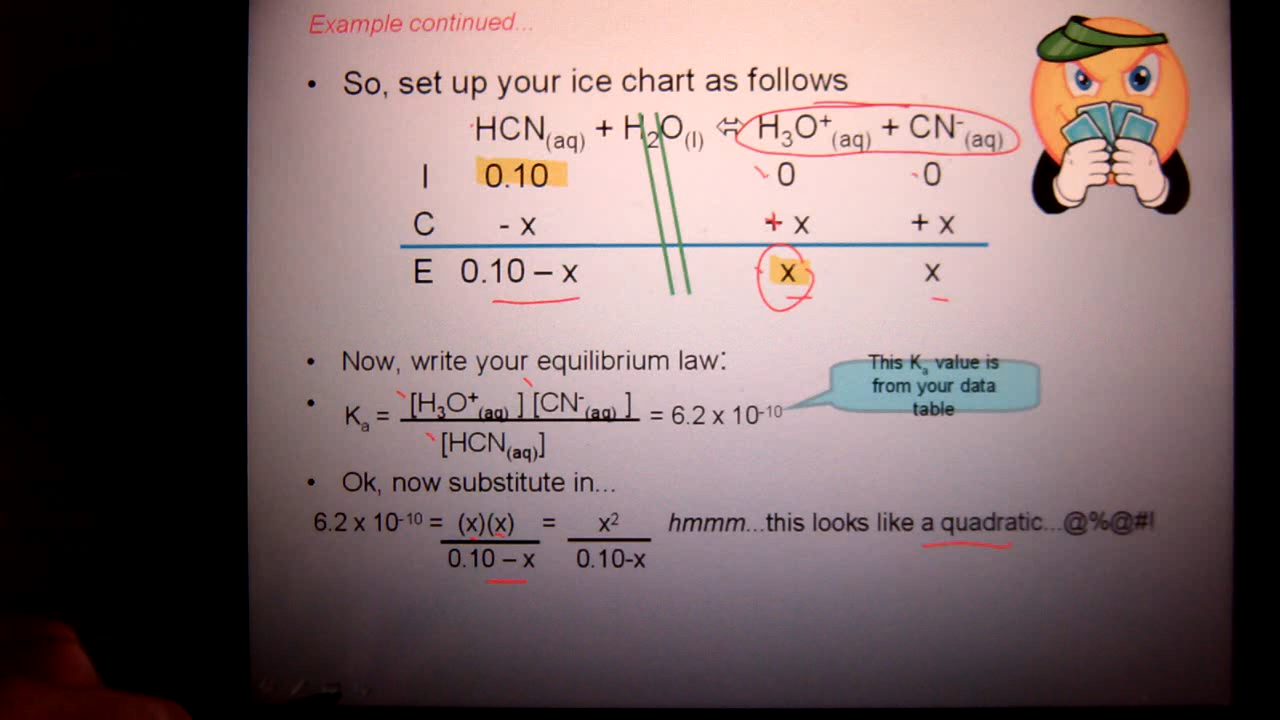 Example continued...
• So, set up your ice chart as follows
HCN(aq) + H2O(l) ⇔ H3O+(aq) + CN-(aq)
I 0.10 0 0
C - x + x + x
E 0.10 – x x x
• Now, write your equilibrium law:
This Ka value is
from your data
table
• Ka = [H3O+(aq) ] [CN-(aq) ] = 6.2 x 10-10
[HCN(aq)]
• Ok, now substitute in...
6.2 x 10-10 = (x)(x) = x2 hmmm...this looks like a quadratic...@%@#!
0.10 – x 0.10-x